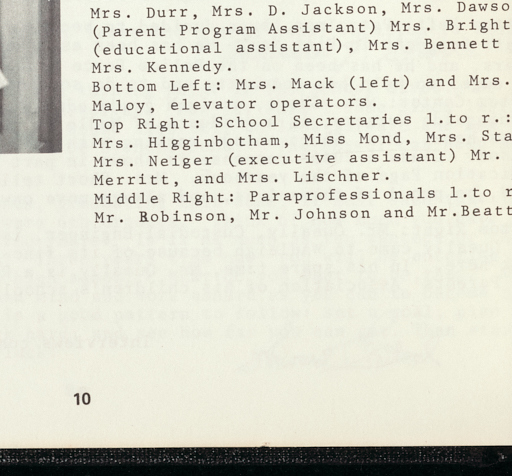 Mrs. Durr, Mrs. D. Jackson, Mrs. Dawso
(Parent Program Assistant) Mrs. Bright
(educational assistant), Mrs. Bennett
Mrs. Kennedy.
Bottom Left: Mrs. Mack (left) and Mrs.
Maloy, elevator operators.
Top Right: School Secretaries l.to r.:
Mrs. Higginbotham, Miss Mond, Mrs. Sta
Mrs. Neiger (executive assistant) Mr.
Merritt, and Mrs. Lischner.
Middle Right: Paraprofessionals l.to r
Mr. Robinson, Mr. Johnson and Mr.Beatt
10